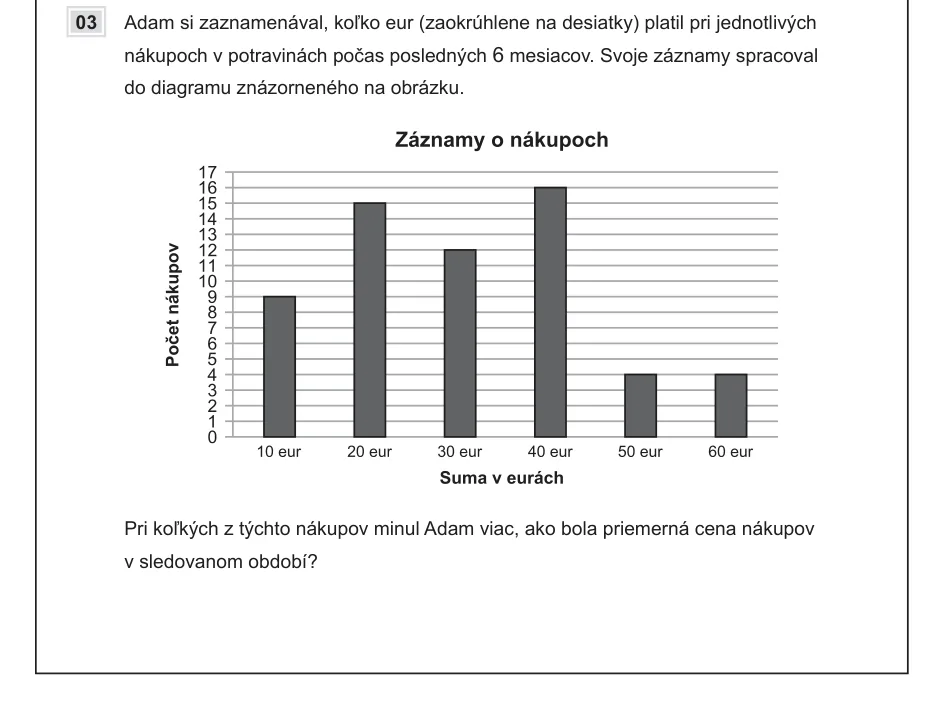 03
Adam si zaznamenával, koľko eur (zaokrúhlene na desiatky) platil pri jednotlivých
nákupoch v potravinách počas posledných 6 mesiacov. Svoje záznamy spracoval
do diagramu znázorneného na obrázku.
Záznamy o nákupoch
Počet nákupov
17
16
15
14
13
12
11
10
9
8
7
6
5
4
3
2
1
0
10 eur 20 eur 30 eur 40 eur 50 eur 60 eur
Suma v eurách
Pri koľkých z týchto nákupov minul Adam viac, ako bola priemerná cena nákupov
v sledovanom období?